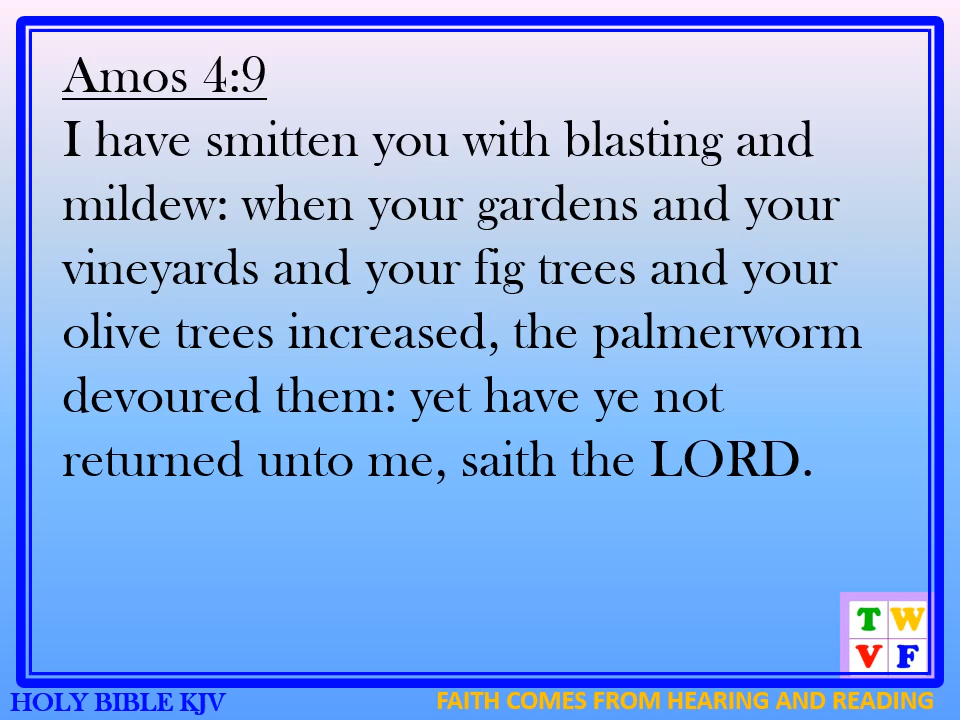 Amos 4:9
I have smitten you with blasting and
mildew: when your gardens and your
vineyards and your fig trees and your
olive trees increased, the palmerworm
devoured them: yet have ye not
returned unto me, saith the LORD.
T W
V F
HOLY BIBLE KJV
FAITH COMES FROM HEARING AND READING